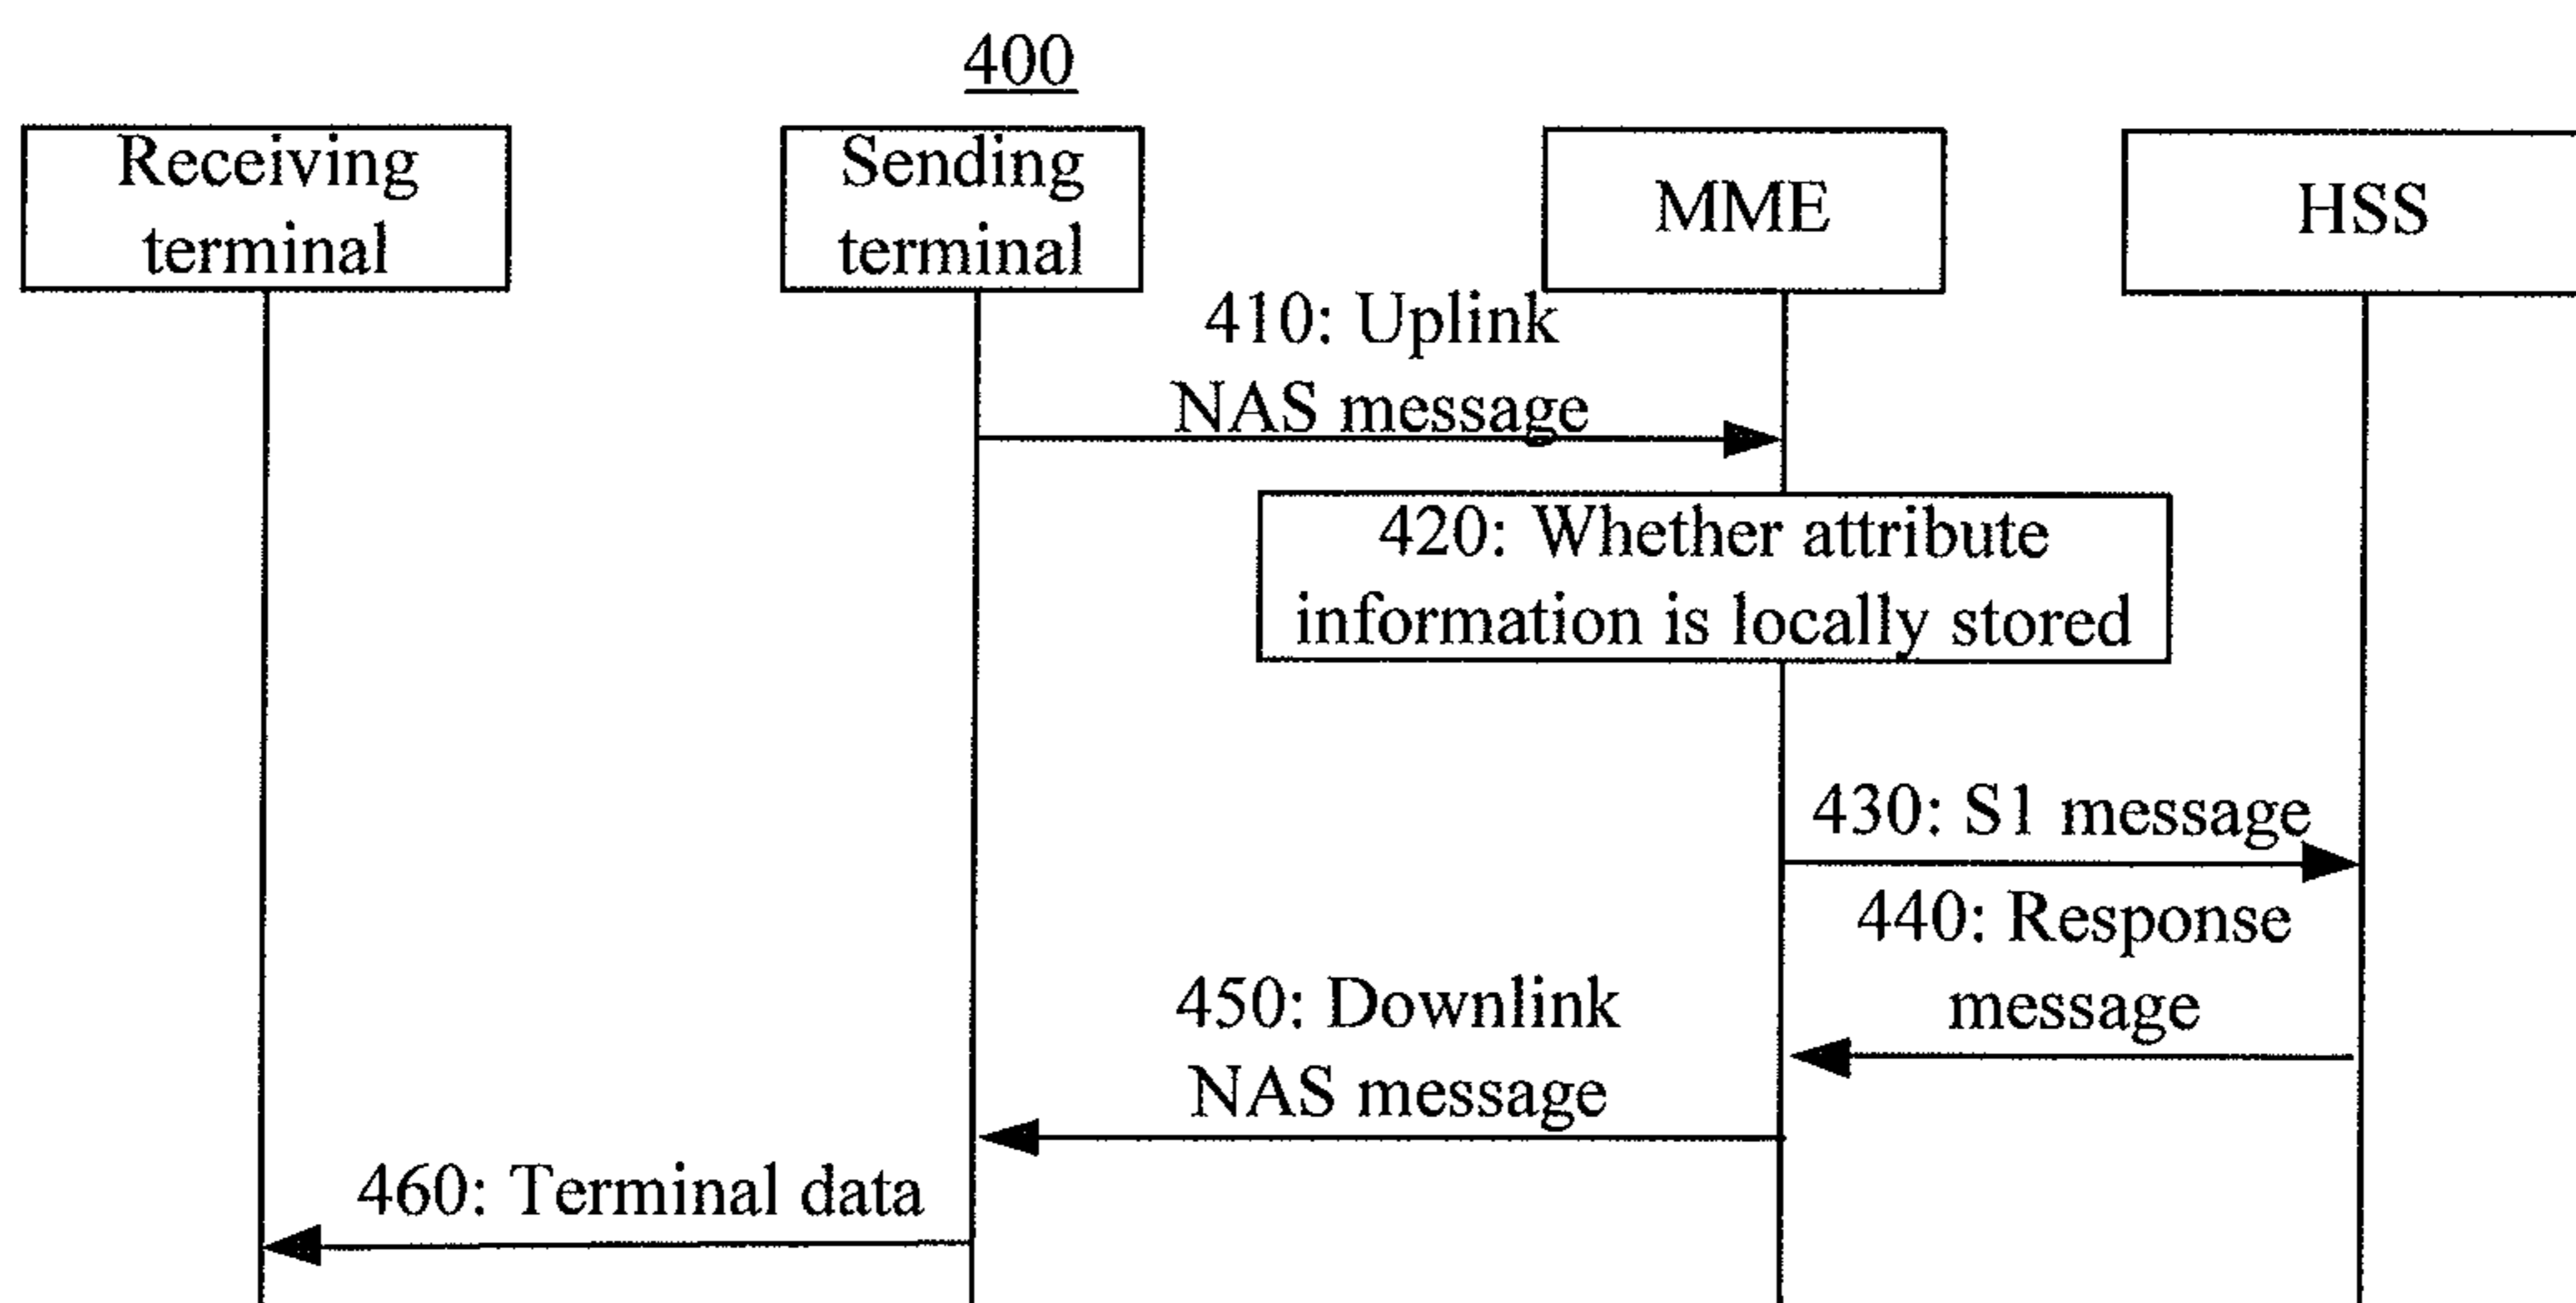 400
Receiving
terminal
Sending
terminal
MME
HSS
410: Uplink
NAS message
420: Whether attribute
information is locally stored
430: S1 message
440: Response
message
450: Downlink
NAS message
460: Terminal data